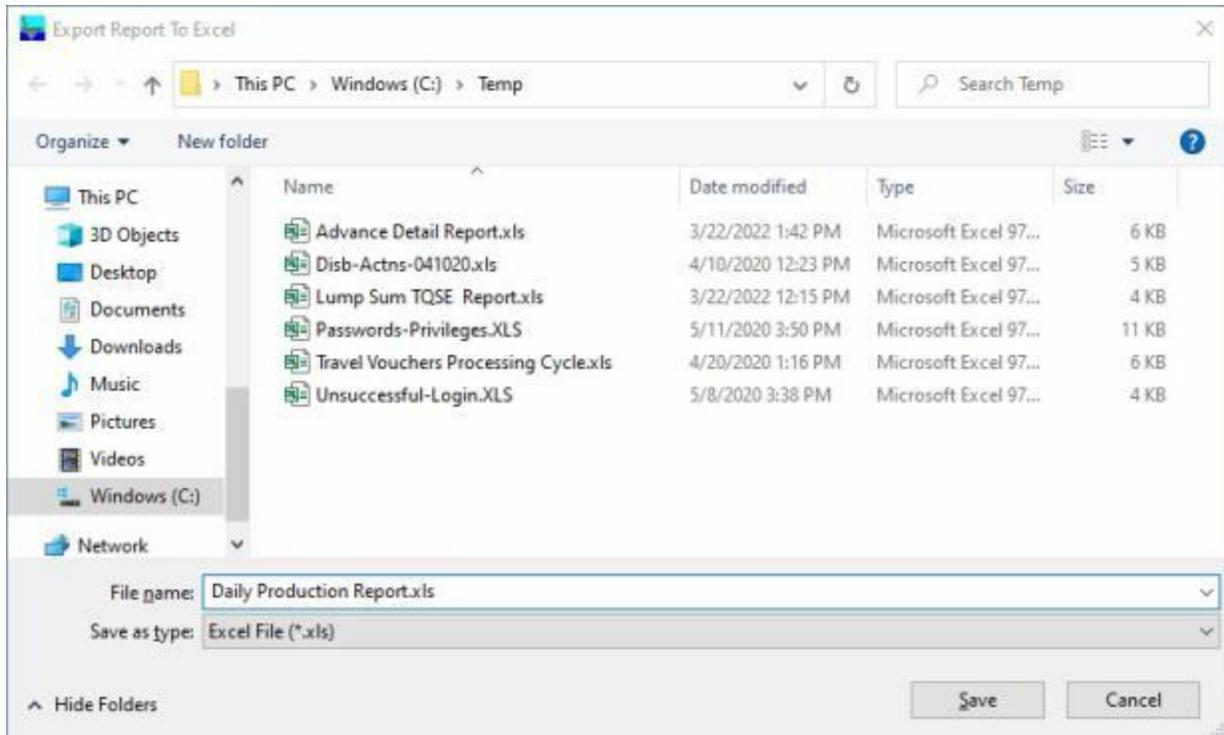 Export Report To Excel
This PC > Windows (C:) > Temp
Search Temp
Organize
New folder
Name Date modified Type Size
This PC
3D Objects
Desktop
Documents
Downloads
Music
Pictures
Videos
Windows (C:)
Network
Advance Detail Report.xls 3/22/2022 1:42 PM Microsoft Excel 97... 6 KB
Disb-Actns-041020.xls 4/10/2020 12:23 PM Microsoft Excel 97... 5 KB
Lump Sum TQSE  Report.xls 3/22/2022 12:15 PM Microsoft Excel 97... 4 KB
Passwords-Privileges.XLS 5/11/2020 3:50 PM Microsoft Excel 97... 11 KB
Travel Vouchers Processing Cycle.xls 4/20/2020 1:16 PM Microsoft Excel 97... 6 KB
Unsuccessful-Login.XLS 5/8/2020 3:38 PM Microsoft Excel 97... 4 KB
File name: Daily Production Report.xls
Save as type: Excel File (*.xls)
Hide Folders
Save
Cancel